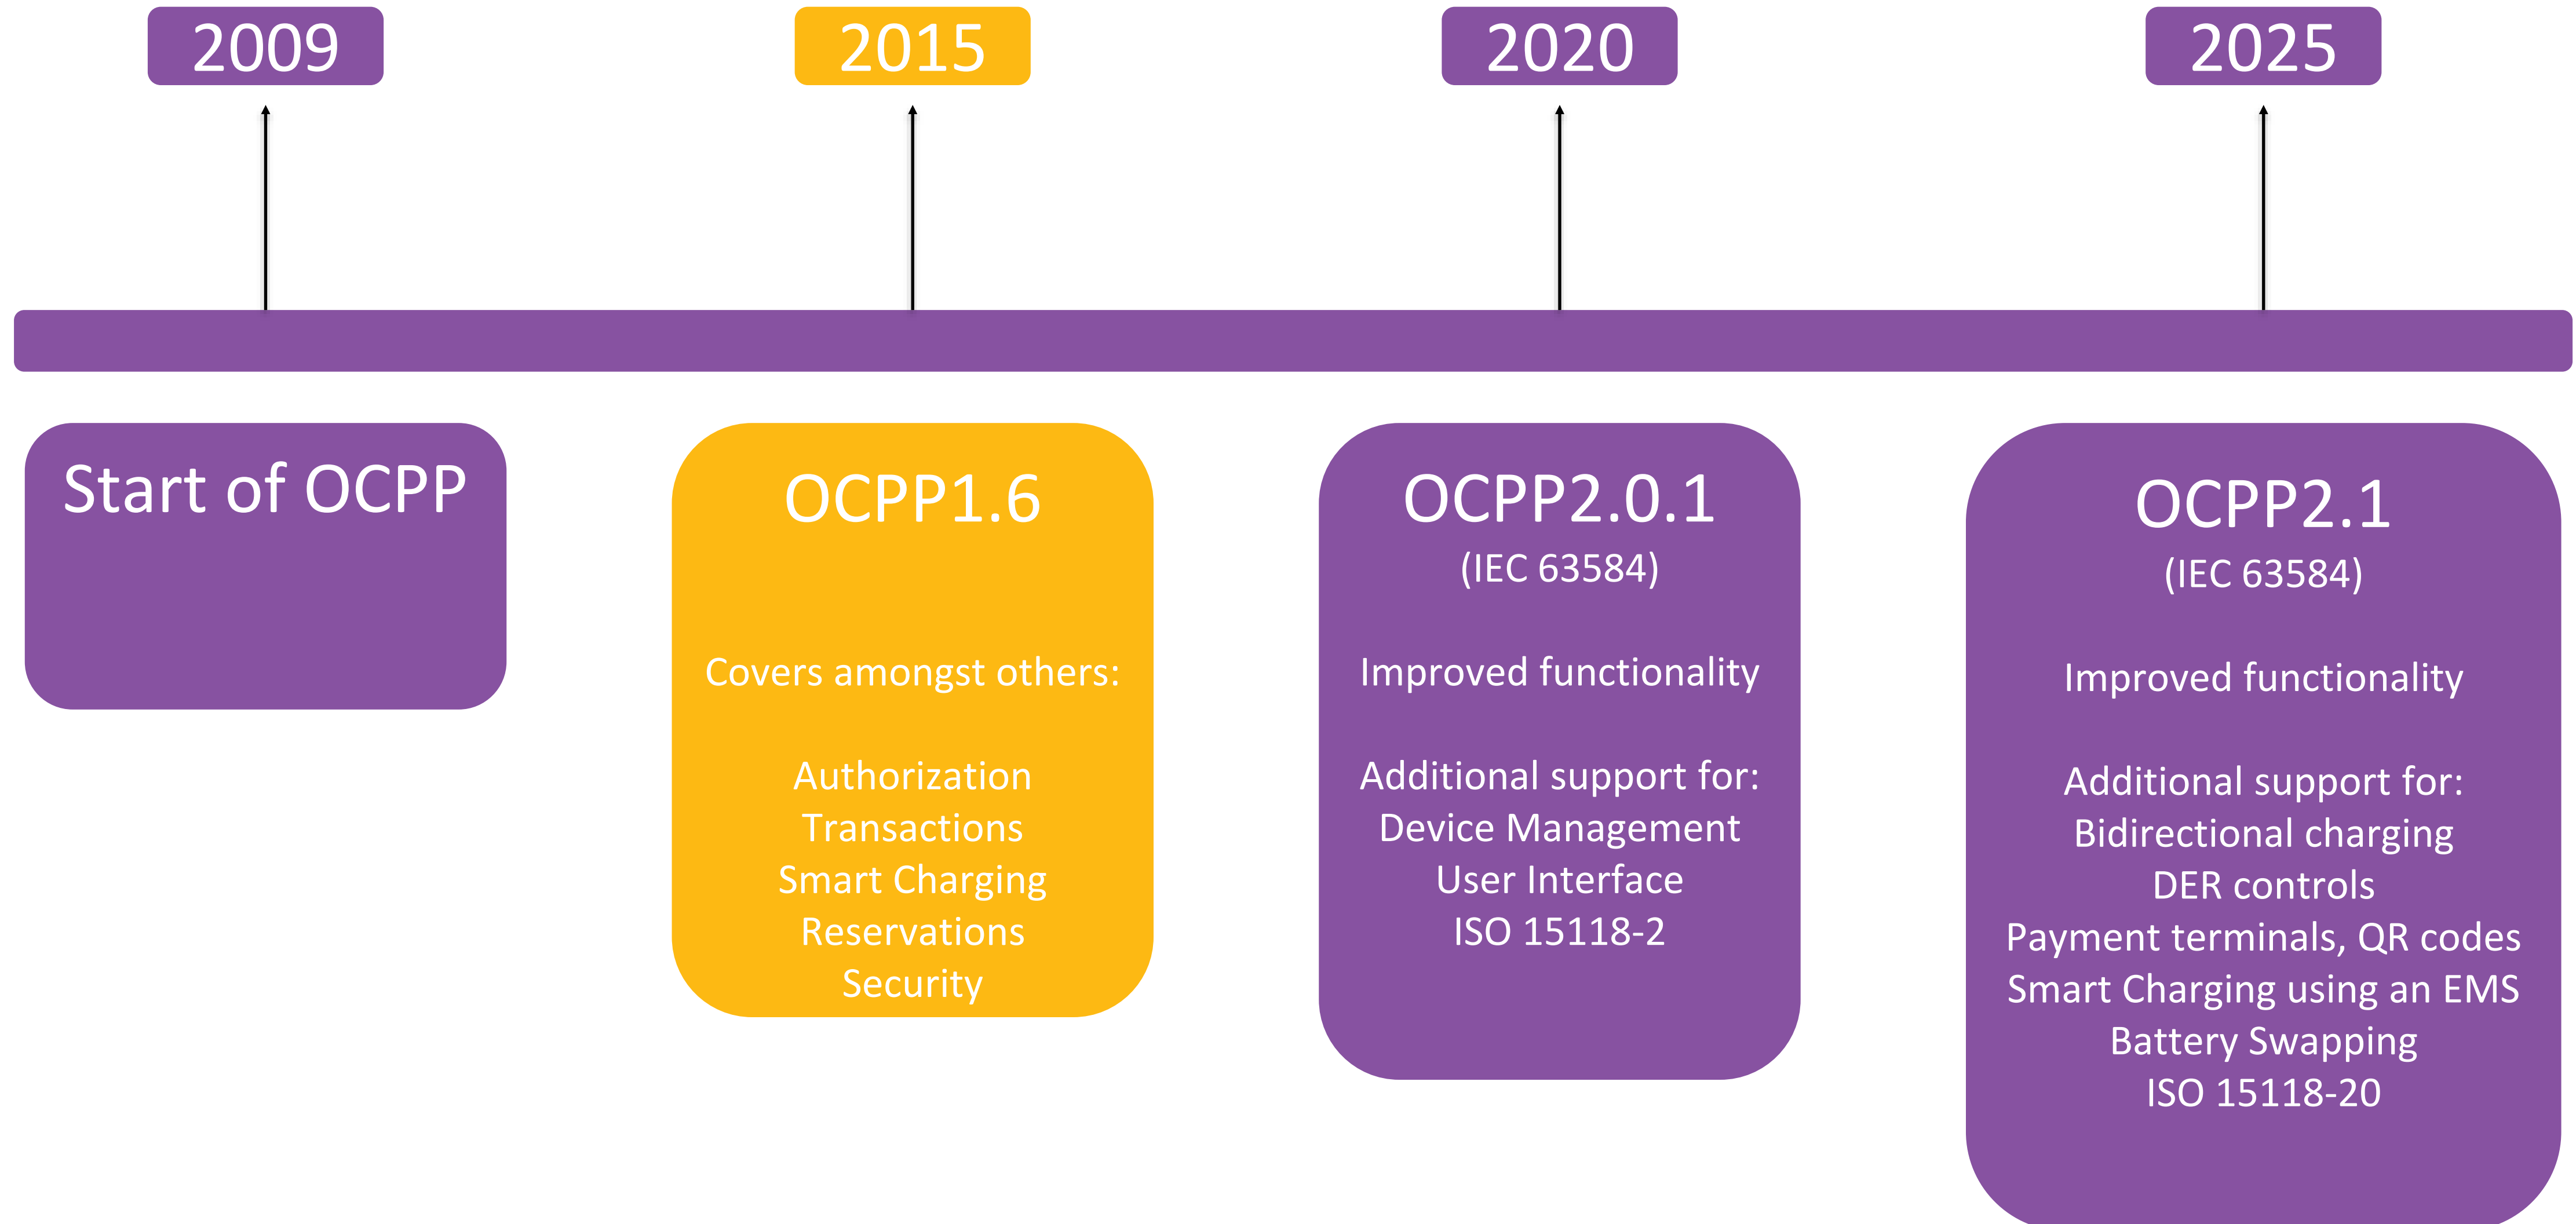 2009
2015
2020
2025
Start of OCPP
OCPP1.6
Covers amongst others:
Authorization
Transactions
Smart Charging
Reservations
Security
OCPP2.0.1
(IEC 63584)
Improved functionality
Additional support for:
Device Management
User Interface
ISO 15118-2
OCPP2.1
(IEC 63584)
Improved functionality
Additional support for:
Bidirectional charging
DER controls
Payment terminals, QR codes
Smart Charging using an EMS
Battery Swapping
ISO 15118-20